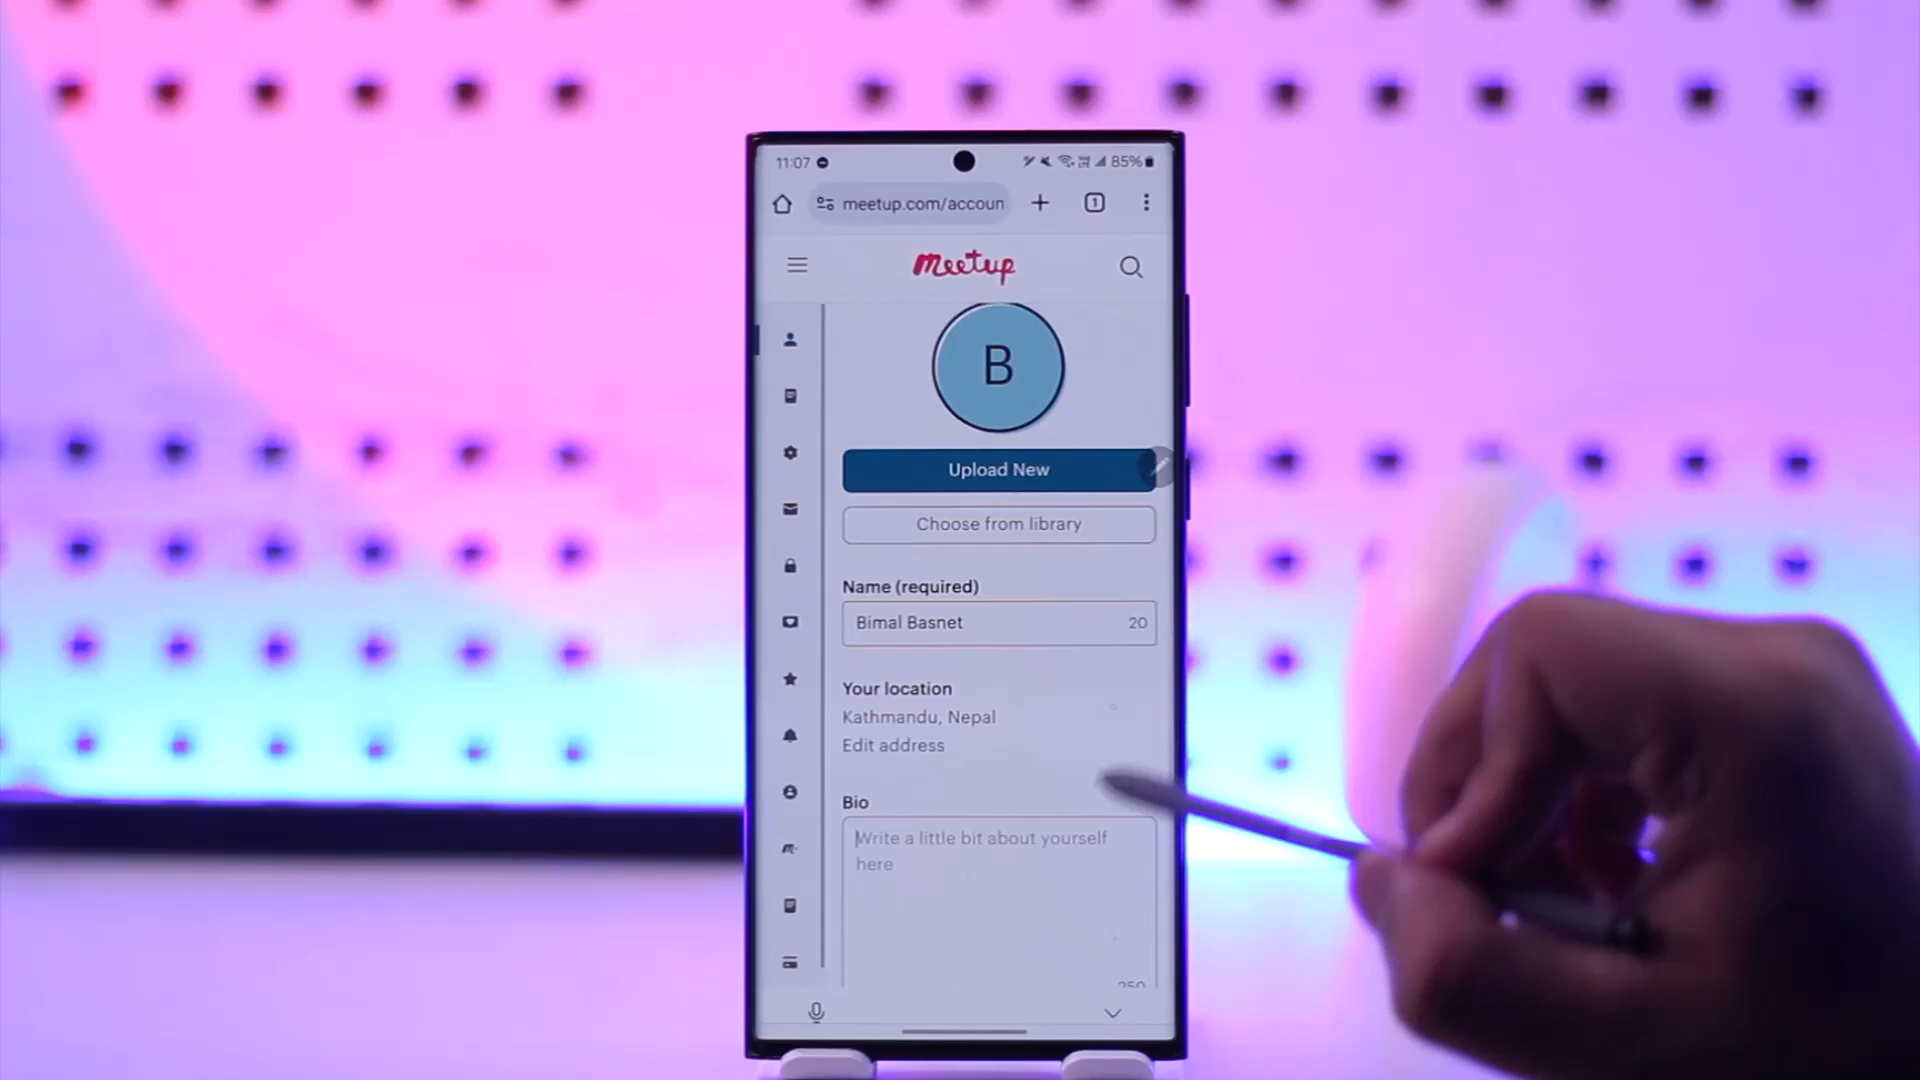 11:07
85%
meetup.com/accoun
1
meetup
B
Upload New
Choose from library
Name (required)
Bimal Basnet
20
Your location
Kathmandu, Nepal
Edit address
Bio
Write a little bit about yourself
here
250